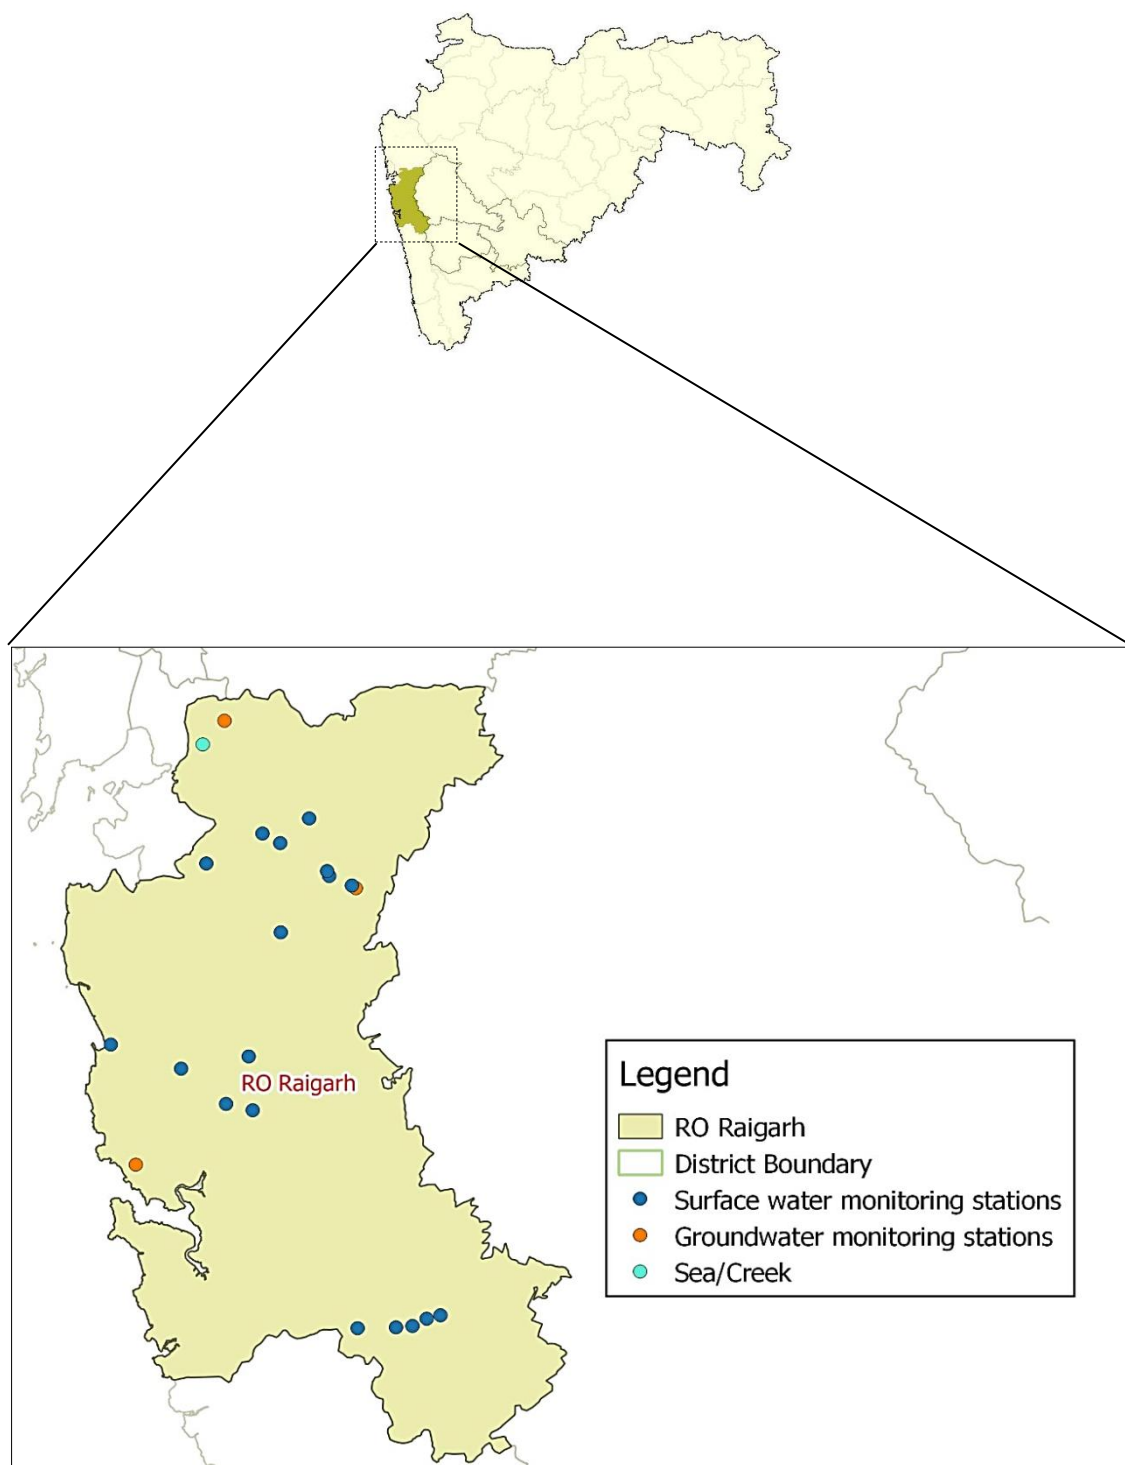 RO Raigarh
Legend
RO Raigarh
District Boundary
Surface water monitoring stations
Groundwater monitoring stations
Sea/Creek